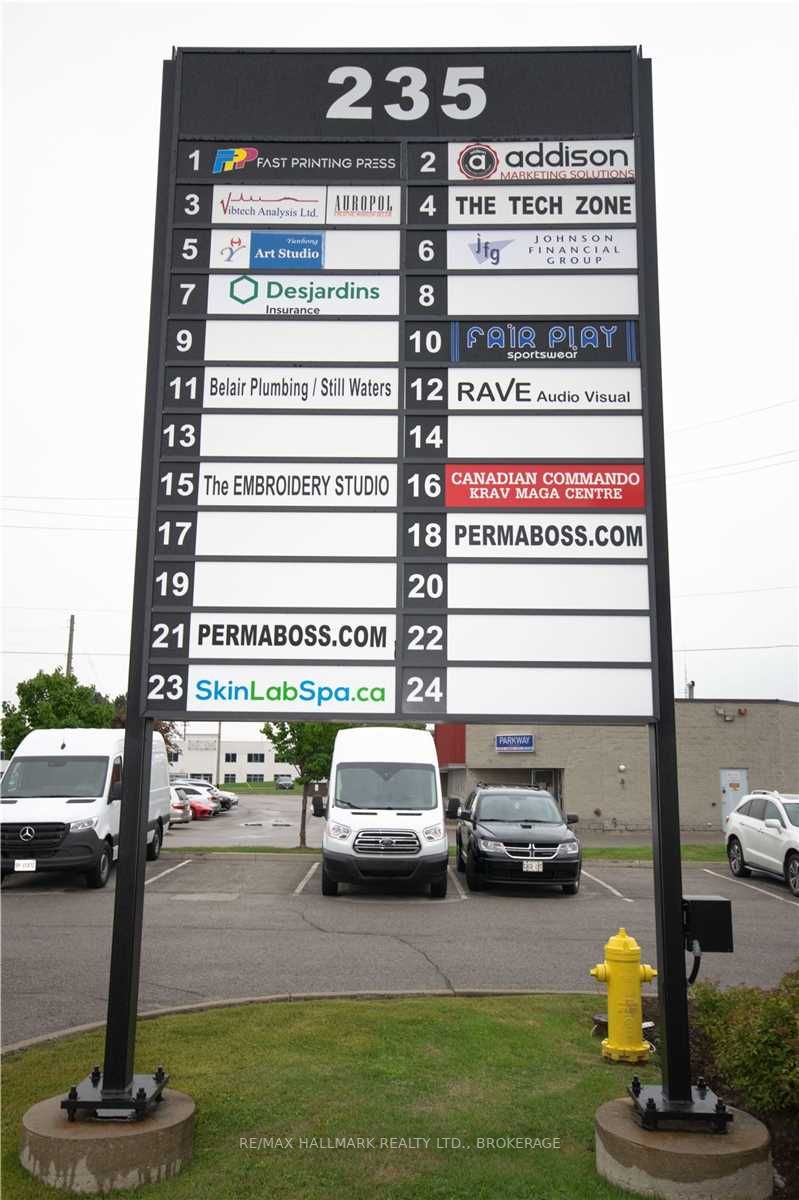 235
1 FPP FAST PRINTING PRESS
2 addison
MARKETING SOLUTIONS
3 Vibtech Analysis Ltd. AUROPOL
4 THE TECH ZONE
5 Yanhong
Art Studio
6 jfg JOHNSON
FINANCIAL
GROUP
7 Desjardins
Insurance
8
9
10 FAIR PLAY
sportswear
11 Belair Plumbing / Still Waters
12 RAVE Audio Visual
13
14
15 The EMBROIDERY STUDIO
16 CANADIAN COMMANDO
KRAV MAGA CENTRE
17
18 PERMABOSS.COM
19
20
21 PERMABOSS.COM
22
23 SkinLabSpa.ca
24
PARKWAY
RE/MAX HALLMARK REALTY LTD., BROKERAGE